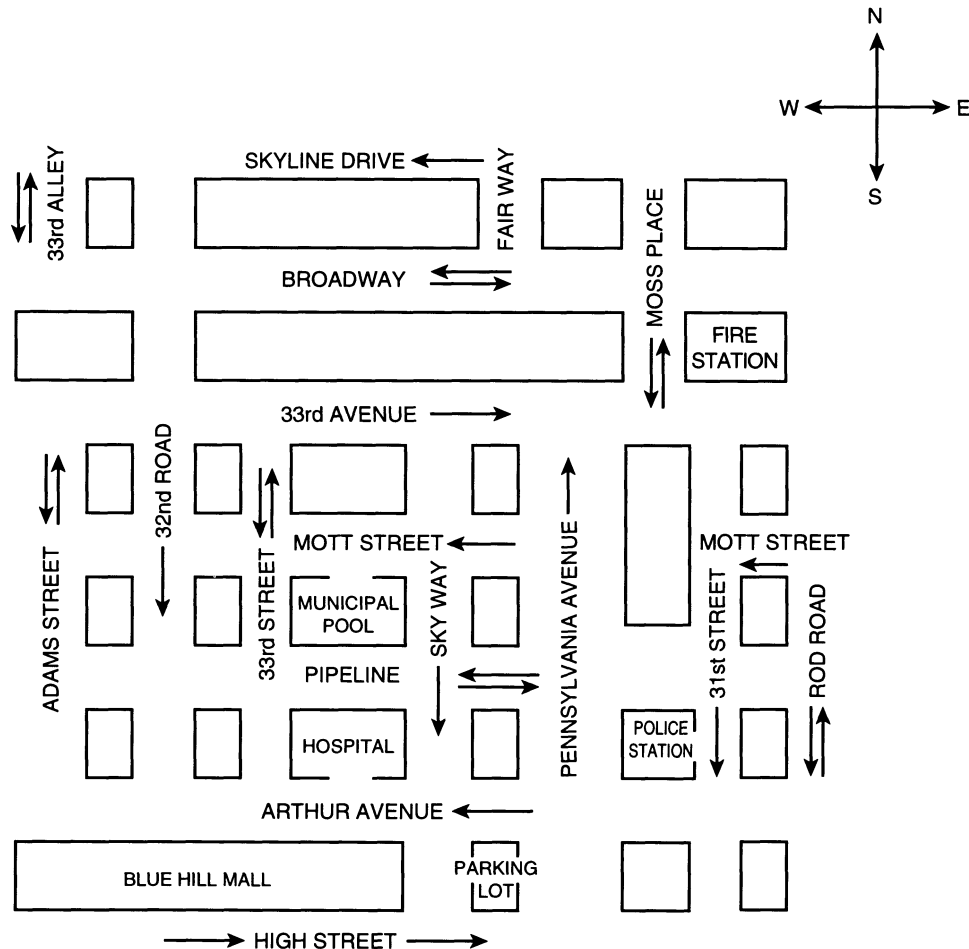 N
W E
S
SKYLINE DRIVE
33rd ALLEY
FAIR WAY
MOSS PLACE
BROADWAY
FIRE
STATION
33rd AVENUE
32nd ROAD
ADAMS STREET
33rd STREET
MOTT STREET
SKY WAY
PENNSYLVANIA AVENUE
MOTT STREET
31st STREET
ROD ROAD
MUNICIPAL
POOL
PIPELINE
HOSPITAL
POLICE
STATION
ARTHUR AVENUE
BLUE HILL MALL
PARKING
LOT
HIGH STREET